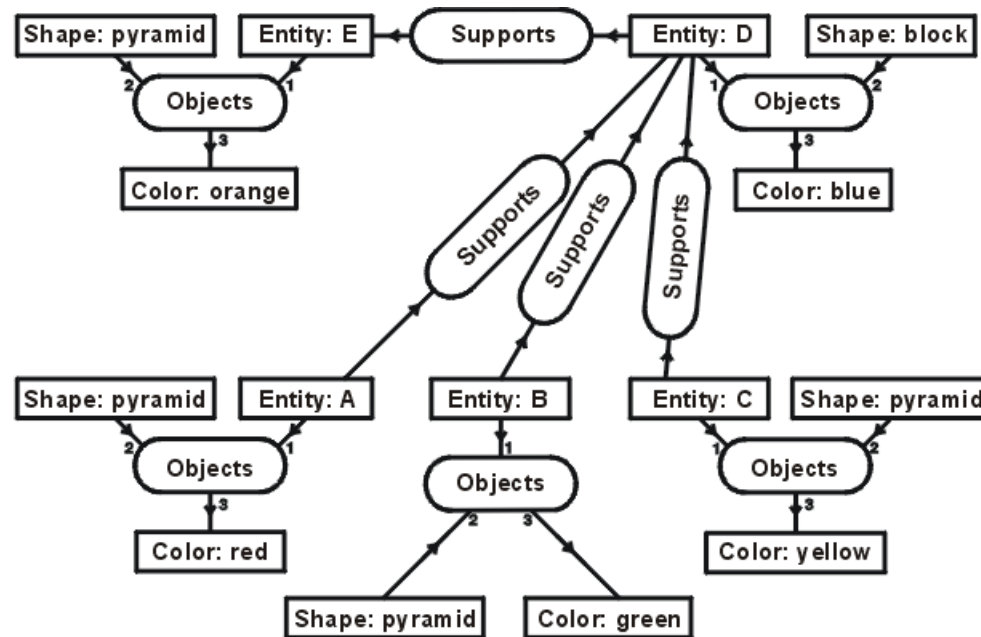 Shape: pyramid
Entity: E
Supports
Entity: D
Shape: block
2
Objects
1
1
Objects
2
3
3
Color: orange
Color: blue
Supports
Supports
Supports
Shape: pyramid
Entity: A
Entity: B
Entity: C
Shape: pyramid
2
Objects
1
1
Objects
1
Objects
2
3
2
3
3
Color: red
Color: yellow
Shape: pyramid
Color: green